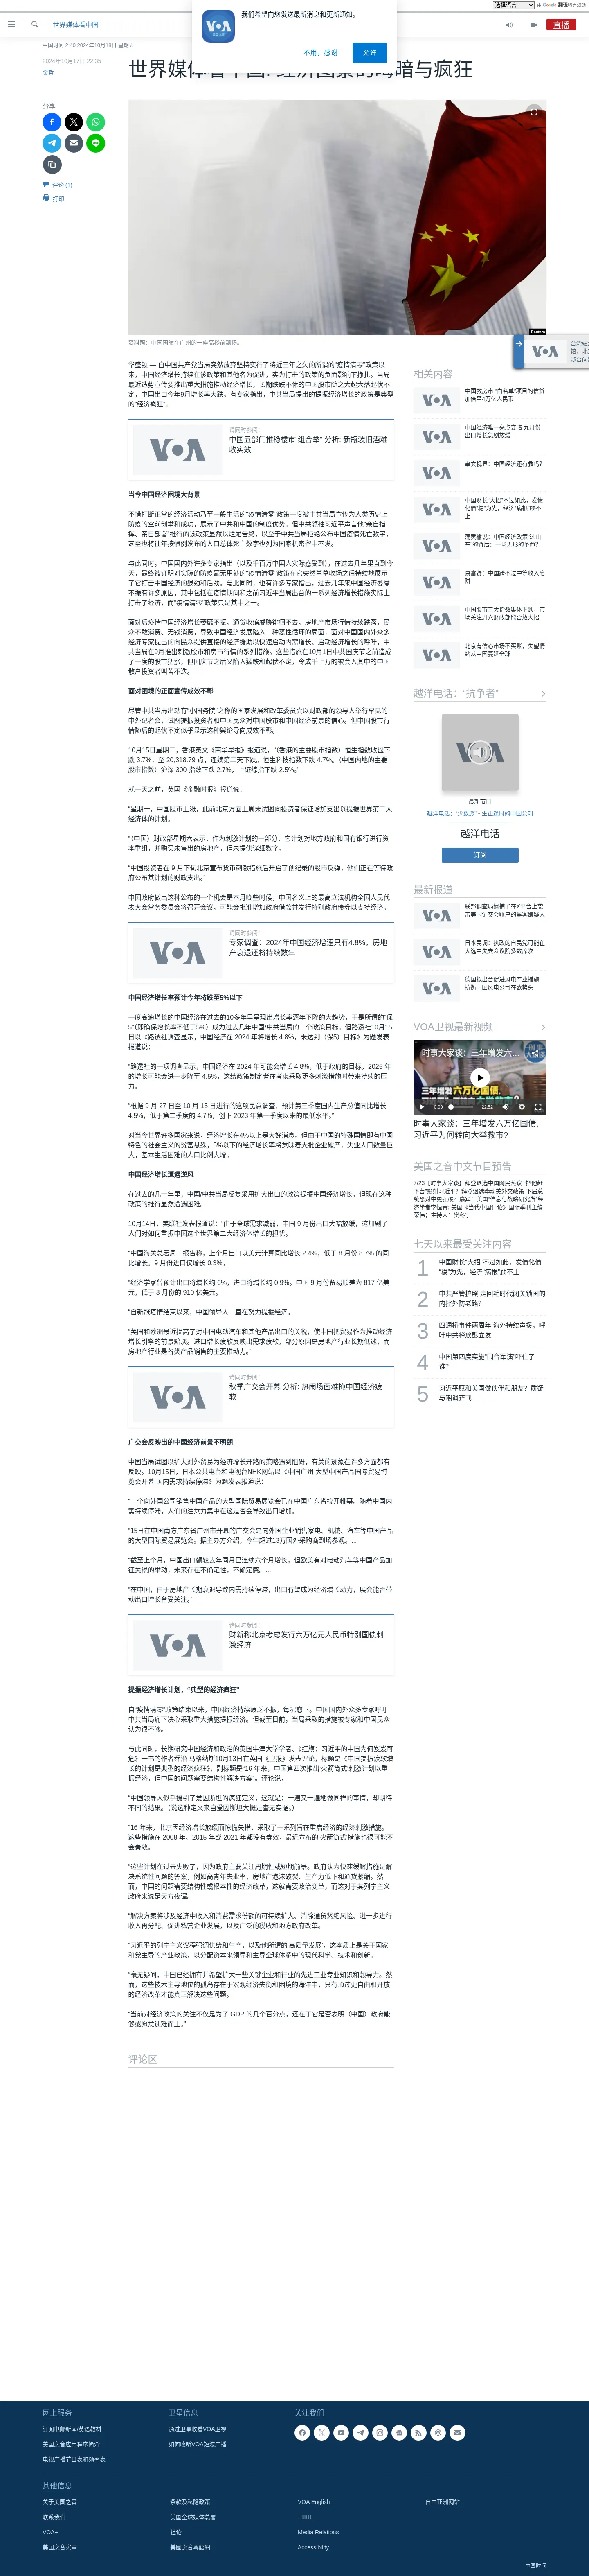 选择语言
由 Google 翻译强力驱动
我们希望向您发送最新消息和更新通知。
不用，感谢
允许
世界媒体看中国
直播
中国时间 2:40 2024年10月18日 星期五
2024年10月17日 22:35
金哲
世界媒体看中国：经济图景的晦暗与疯狂
分享
评论 (1)
打印
Reuters
资料照：中国国旗在广州的一座高楼前飘扬。
华盛顿 — 自中国共产党当局突然放弃坚持实行了将近三年之久的所谓的“疫情清零”政策以来，中国经济增长持续在该政策和其他名为促进，实为打击的政策的负面影响下挣扎。当局最近造势宣传要推出重大措施推动经济增长，长期跌跌不休的中国股市随之大起大落起伏不定，中国出口今年9月增长率大跌。有专家指出，中共当局提出的提振经济增长政策是典型的“经济疯狂”。
请同时参阅:
中国五部门推稳楼市“组合拳” 分析: 新瓶装旧酒难收实效
当今中国经济困境大背景
不情打断正常的经济活动乃至一般生活的“疫情清零”政策一度被中共当局宣传为人类历史上防疫的空前创举和成功，展示了中共和中国的制度优势。但中共领袖习近平声言他“亲自指挥、亲自部署”推行的该政策显然以烂尾告终，以至于中共当局拒绝公布中国疫情死亡数字，甚至也将往年按惯例发布的人口总体死亡数字也列为国家机密留中不发。
与此同时，中国国内外许多专家指出（以及千百万中国人实际感受到），在过去几年里直到今天，最终被证明对实际的防疫毫无用处的“疫情清零”政策在它突然草草收场之后持续地展示了它打击中国经济的狠劲和后劲。与此同时，中国国内外也有许多专家指出，过去几年来中国经济萎靡不振有许多原因，其中包括在疫情期间和之前习近平当局出台的一系列经济增长措施实际上打击了经济，而“疫情清零”政策只是其中之一。
面对后疫情中国经济增长萎靡不振，通货收缩威胁徘徊不去，房地产市场行情持续跌落，民众不敢消费、无钱消费，导致中国经济发展陷入一种恶性循环的局面，面对中国国内外众多经济专家提出的向民众提供直接的经济援助以图启动中国内需增长的呼吁拒绝多年之后，中共当局在9月推出刺激股市和房市行情的系列措施。这些措施在10月1日中共国庆节之前造成了一度的股市猛涨，但国庆节之后又陷入猛跌和起伏不定，令成千上万的被套入其中的中国散户投资者叫苦不迭。
面对困境的正面宣传成效不彰
尽管中共当局出动有“小国务院”之称的国家发展和改革委员会以财政部的领导人举行罕见的中外记者会，试图提振投资者和中国民众对中国股市和中国经济前景的信心。但中国股市行情随后的起伏不定似乎显示这种舆论导向成效不彰。
10月15日星期二，香港英文《南华早报》报道说，“（香港的主要股市指数）恒生指数收盘下跌 3.7%，至 20,318.79 点，连续第二天下跌。恒生科技指数下跌 4.7%。（中国内地的主要股市指数）沪深 300 指数下跌 2.7%，上证综指下跌 2.5%。”
就一天之前，英国《金融时报》报道说：
“星期一，中国股市上涨，此前北京方面上周末试图向投资者保证增加支出以提振世界第二大经济体的计划。
“（中国）财政部星期六表示，作为刺激计划的一部分，它计划对地方政府和国有银行进行资本重组，并购买未售出的房地产，但未提供详细数字。
“中国投资者在 9 月下旬北京宣布货币刺激措施后开启了创纪录的股市反弹，他们正在等待政府公布其计划的财政支出。”
中国政府做出这种公布的一个机会是本月晚些时候，中国名义上的最高立法机构全国人民代表大会常务委员会将召开会议，可能会批准增加政府借款并发行特别政府债券以支持经济。
请同时参阅:
专家调查：2024年中国经济增速只有4.8%，房地产衰退还将持续数年
中国经济增长率预计今年将跌至5%以下
一度高速增长的中国经济在过去的10多年里呈现出增长率逐年下降的大趋势，于是所谓的“保5”（即确保增长率不低于5%）成为过去几年中国/中共当局的一个政策目标。但路透社10月15日以《路透社调查显示，中国经济在 2024 年将增长 4.8%，未达到（保5）目标》为题发表报道说：
“路透社的一项调查显示，中国经济在 2024 年可能会增长 4.8%，低于政府的目标，2025 年的增长可能会进一步降至 4.5%，这给政策制定者在考虑采取更多刺激措施时带来持续的压力。
“根据 9 月 27 日至 10 月 15 日进行的这项民意调查，预计第三季度国内生产总值同比增长 4.5%，低于第二季度的 4.7%，创下 2023 年第一季度以来的最低水平。”
对当今世界许多国家来说，经济增长在4%以上是大好消息。但由于中国的特殊国情即有中国特色的社会主义的贫富悬殊，5%以下的经济增长率将意味着大批企业破产，失业人口数量巨大，基本生活困难的人口比例大增。
中国经济增长遭遇逆风
在过去的几十年里，中国/中共当局反复采用扩大出口的政策提振中国经济增长。但现在这种政策的推行显然遭遇困难。
10月14日，美联社发表报道说：“由于全球需求减弱，中国 9 月份出口大幅放缓，这加剧了人们对如何重振中国这个世界第二大经济体增长的担忧。
“中国海关总署周一报告称，上个月出口以美元计算同比增长 2.4%，低于 8 月份 8.7% 的同比增长。9 月份进口仅增长 0.3%。
“经济学家曾预计出口将增长约 6%，进口将增长约 0.9%。中国 9 月份贸易顺差为 817 亿美元，低于 8 月份的 910 亿美元。
“自新冠疫情结束以来，中国领导人一直在努力提振经济。
“美国和欧洲最近提高了对中国电动汽车和其他产品出口的关税，使中国把贸易作为推动经济增长引擎的前景黯淡。进口增长疲软反映出需求疲软，部分原因是房地产行业长期低迷，而房地产行业是各类产品销售的主要推动力。”
请同时参阅:
秋季广交会开幕 分析: 热闹场面难掩中国经济疲软
广交会反映出的中国经济前景不明朗
中国当局试图以扩大对外贸易为经济增长开路的策略遇到阻碍，有关的迹象在许多方面都有反映。10月15日，日本公共电台和电视台NHK网站以《中国广州 大型中国产品国际贸易博览会开幕 国内需求持续停滞》为题发表报道说：
“一个向外国公司销售中国产品的大型国际贸易展览会已在中国广东省拉开帷幕。随着中国内需持续停滞，人们的注意力集中在这是否会导致出口增加。
“15日在中国南方广东省广州市开幕的广交会是向外国企业销售家电、机械、汽车等中国产品的大型国际贸易展览会。据主办方介绍，今年超过13万国外采购商到场参观。...
“截至上个月，中国出口额较去年同月已连续六个月增长，但欧美有对电动汽车等中国产品加征关税的举动，未来存在不确定性，不确定感。...
“在中国，由于房地产长期衰退导致内需持续停滞，出口有望成为经济增长动力，展会能否带动出口增长备受关注。”
请同时参阅:
财新称北京考虑发行六万亿元人民币特别国债刺激经济
提振经济增长计划，“典型的经济疯狂”
自“疫情清零”政策结束以来，中国经济持续疲乏不振，每况愈下。中国国内外众多专家呼吁中共当局痛下决心采取重大措施提振经济。但截至目前，当局采取的措施被专家和中国民众认为很不够。
与此同时，长期研究中国经济和政治的英国牛津大学学者、《红旗：习近平的中国为何岌岌可危》一书的作者乔治·马格纳斯10月13日在英国《卫报》发表评论，标题是《中国提振疲软增长的计划是典型的经济疯狂》，副标题是“16 年来，中国第四次推出‘火箭筒式’刺激计划以重振经济，但中国的问题需要结构性解决方案”。评论说，
“中国领导人似乎援引了爱因斯坦的疯狂定义，这就是：一遍又一遍地做同样的事情，却期待不同的结果。（说这种定义来自爱因斯坦大概是查无实据。）
“16 年来，北京因经济增长放缓而惊慌失措，采取了一系列旨在重启经济的经济刺激措施。这些措施在 2008 年、2015 年或 2021 年都没有奏效，最近宣布的‘火箭筒式’措施也很可能不会奏效。
“这些计划在过去失败了，因为政府主要关注周期性或短期前景。政府认为快速缓解措施是解决系统性问题的答案，例如高青年失业率、房地产泡沫破裂、生产力低下和通货紧缩。然而，中国的问题需要结构性或根本性的经济改革，这就需要政治变革，而这对于其列宁主义政府来说是天方夜谭。
“解决方案将涉及经济中收入和消费需求份额的可持续扩大、消除通货紧缩风险、进一步进行收入再分配、促进私营企业发展，以及广泛的税收和地方政府改革。
“习近平的列宁主义议程强调供给和生产，以及他所谓的‘高质量发展’，这本质上是关于国家和党主导的产业政策，以分配资本来领导和主导全球体系中的现代科学、技术和创新。
“毫无疑问，中国已经拥有并希望扩大一些关键企业和行业的先进工业专业知识和领导力。然而，这些技术主导地位的孤岛存在于宏观经济失衡和困境的海洋中，只有通过更自由和开放的经济改革才能真正解决这些问题。
“当前对经济政策的关注不仅是为了 GDP 的几个百分点，还在于它是否表明（中国）政府能够或愿意迎难而上。”
评论区
相关内容
中国救房市 “白名单”项目的信贷加倍至4万亿人民币
中国经济唯一亮点变暗 九月份出口增长急剧放缓
聿文视界：中国经济还有救吗？
中国财长“大招”不过如此，发债化债“稳”为先，经济“病根”顾不上
蒲黄榆说：中国经济政策“过山车”的背后：一场无形的革命？
易富贤：中国跨不过中等收入陷阱
中国股市三大指数集体下跌，市场关注周六财政部能否放大招
北京有信心市场不买账，失望情绪从中国蔓延全球
越洋电话：“抗争者”
最新节目
越洋电话：“少数派” - 生正逢时的中国公知
越洋电话
订阅
最新报道
联邦调查局逮捕了在X平台上袭击美国证交会账户的黑客嫌疑人
日本民调：执政的自民党可能在大选中失去众议院多数席次
德国拟出台促进风电产业措施 抗衡中国风电公司在欧势头
VOA卫视最新视频
时事大家谈：三年增发六...
0:00
22:52
时事大家谈：三年增发六万亿国债，习近平为何转向大举救市?
美国之音中文节目预告
7/23【时事大家谈】拜登退选中国网民热议 “把他赶下台”影射习近平？拜登退选牵动美外交政策 下届总统恐对中更强硬？嘉宾：美国“信息与战略研究所”经济学者李恒青; 美国《当代中国评论》国际季刊主编荣伟；主持人：樊冬宁
七天以来最受关注内容
1
中国财长“大招”不过如此，发债化债“稳”为先，经济“病根”顾不上
2
中共严管护照 走回毛时代闭关锁国的内控外防老路？
3
四通桥事件两周年 海外持续声援，呼吁中共释放彭立发
4
中国第四度实施“围台军演”吓住了谁？
5
习近平愿和美国做伙伴和朋友？质疑与嘲讽齐飞
网上服务
订阅电邮新闻/英语教材
美国之音应用程序简介
电视广播节目表和频率表
卫星信息
通过卫星收看VOA卫视
如何收听VOA短波广播
关注我们
其他信息
关于美国之音
联系我们
VOA+
美国之音宪章
条款及私隐政策
美国全球媒体总署
社论
美國之音粵語網
VOA English
Media Relations
Accessibility
自由亚洲网站
中国时间